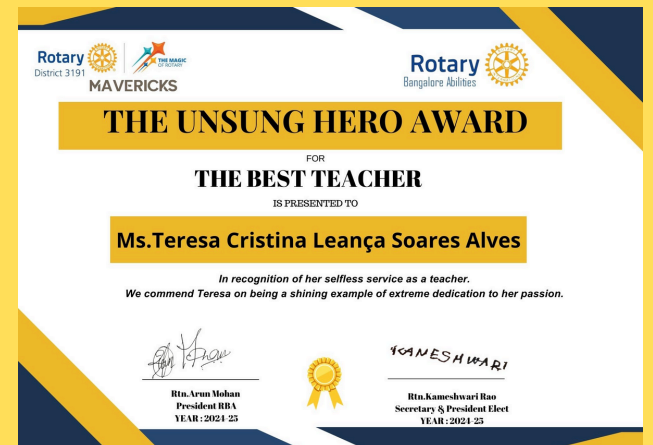 Rotary
District 3191
MAVERICKS
THE MAGIC
OF ROTARY
Rotary
Bangalore Abilities
THE UNSUNG HERO AWARD
FOR
THE BEST TEACHER
IS PRESENTED TO
Ms.Teresa Cristina Leança Soares Alves
In recognition of her selfless service as a teacher.
We commend Teresa on being a shining example of extreme dedication to her passion.
KANESHWARI
Rtn.Arun Mohan
President RBA
YEAR : 2024-25
Rtn.Kameshwari Rao
Secretary & President Elect
YEAR : 2024-25